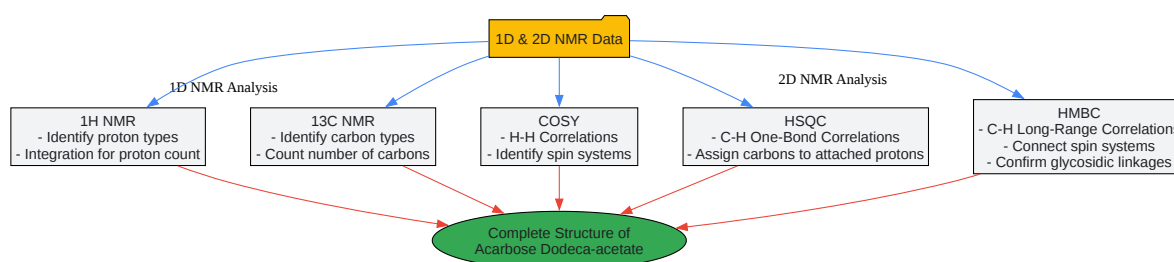 1D & 2D NMR Data
1D NMR Analysis
2D NMR Analysis
1H NMR
- Identify proton types
- Integration for proton count
13C NMR
- Identify carbon types
- Count number of carbons
COSY
- H-H Correlations
- Identify spin systems
HSQC
- C-H One-Bond Correlations
- Assign carbons to attached protons
HMBC
- C-H Long-Range Correlations
- Connect spin systems
- Confirm glycosidic linkages
Complete Structure of
Acarbose Dodeca-acetate